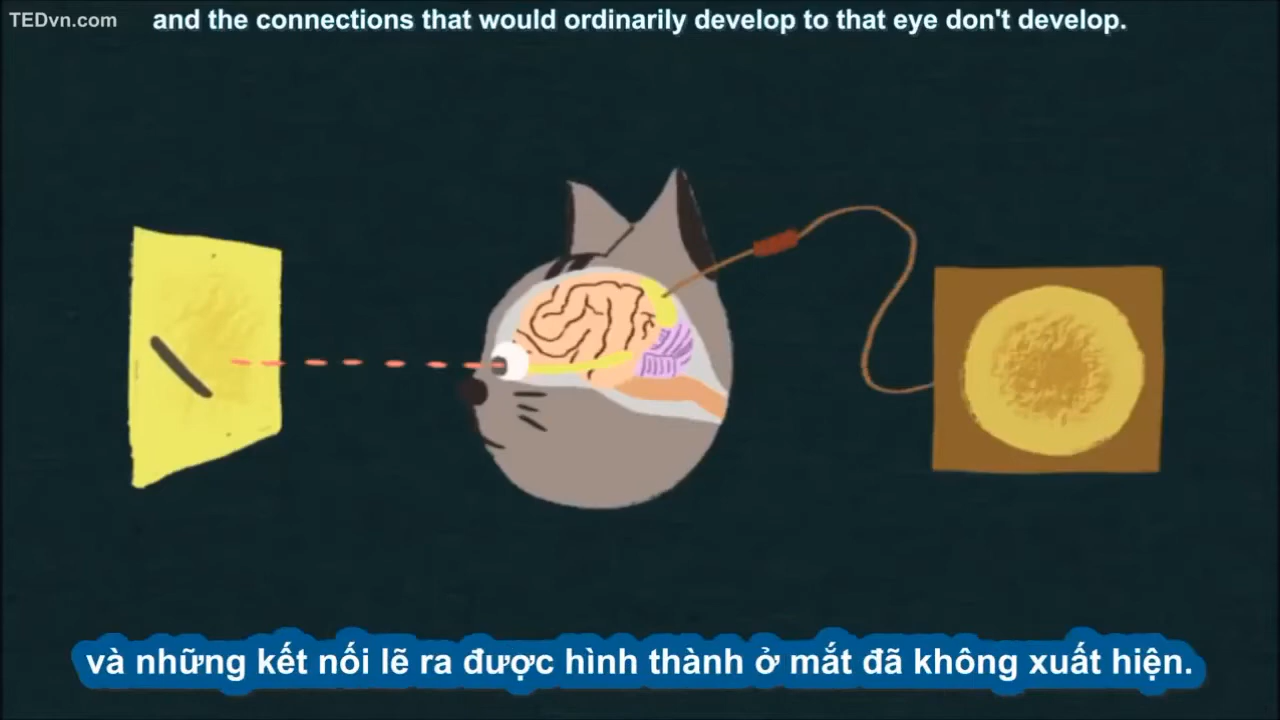 TEDvn.com
and the connections that would ordinarily develop to that eye don't develop.
và những kết nối lẽ ra được hình thành ở mắt đã không xuất hiện.